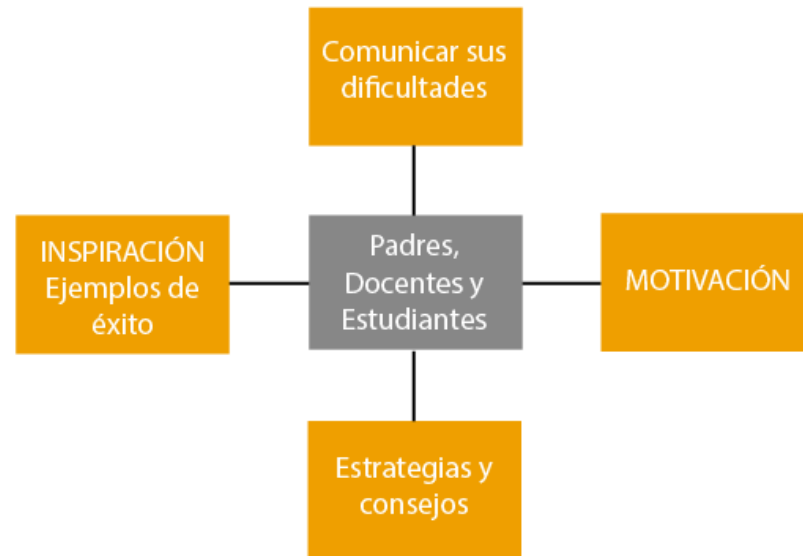 Comunicar sus
dificultades
INSPIRACIÓN
Ejemplos de
éxito
Padres,
Docentes y
Estudiantes
MOTIVACIÓN
Estrategias y
consejos